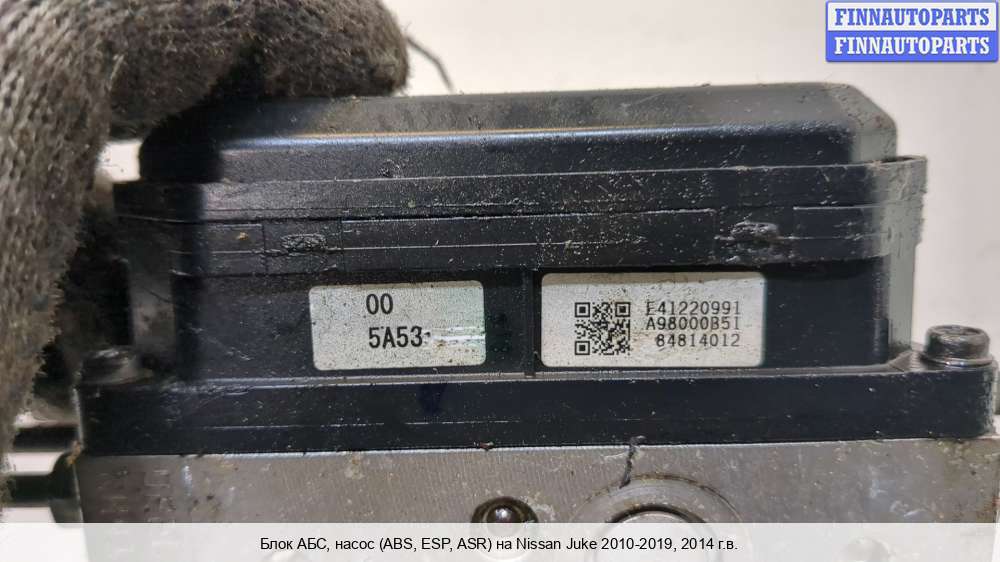 FINNAUTOPARTS
FINNAUTOPARTS
00
5A53
E41220991
A98000B51
84814012
Блок АБС, насос (ABS, ESP, ASR) на Nissan Juke 2010-2019, 2014 г.в.